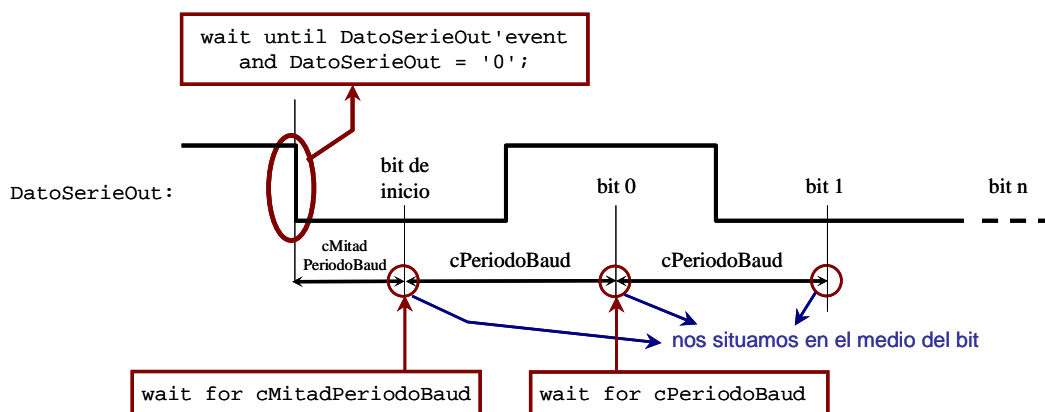 wait until DatoSerieOut'event
and DatoSerieOut = '0';
bit de
inicio
bit 0
bit 1
bit n
DatoSerieOut:
cMitad
PeriodoBaud
cPeriodoBaud
cPeriodoBaud
nos situamos en el medio del bit
wait for cMitadPeriodoBaud
wait for cPeriodoBaud